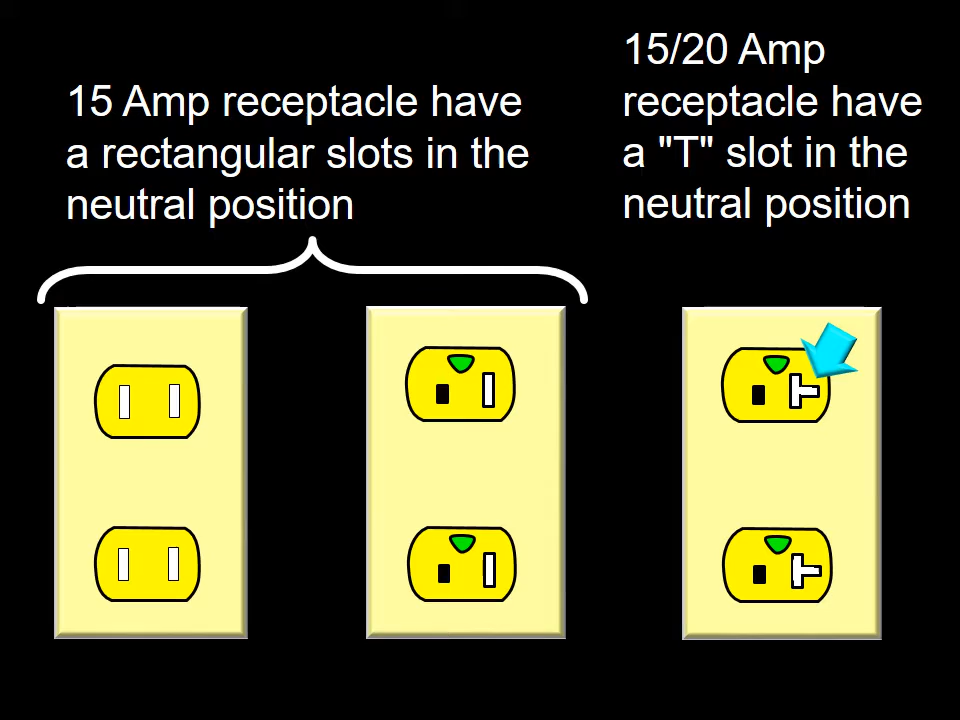 15 Amp receptacle have
a rectangular slots in the
neutral position
15/20 Amp
receptacle have
a "T" slot in the
neutral position